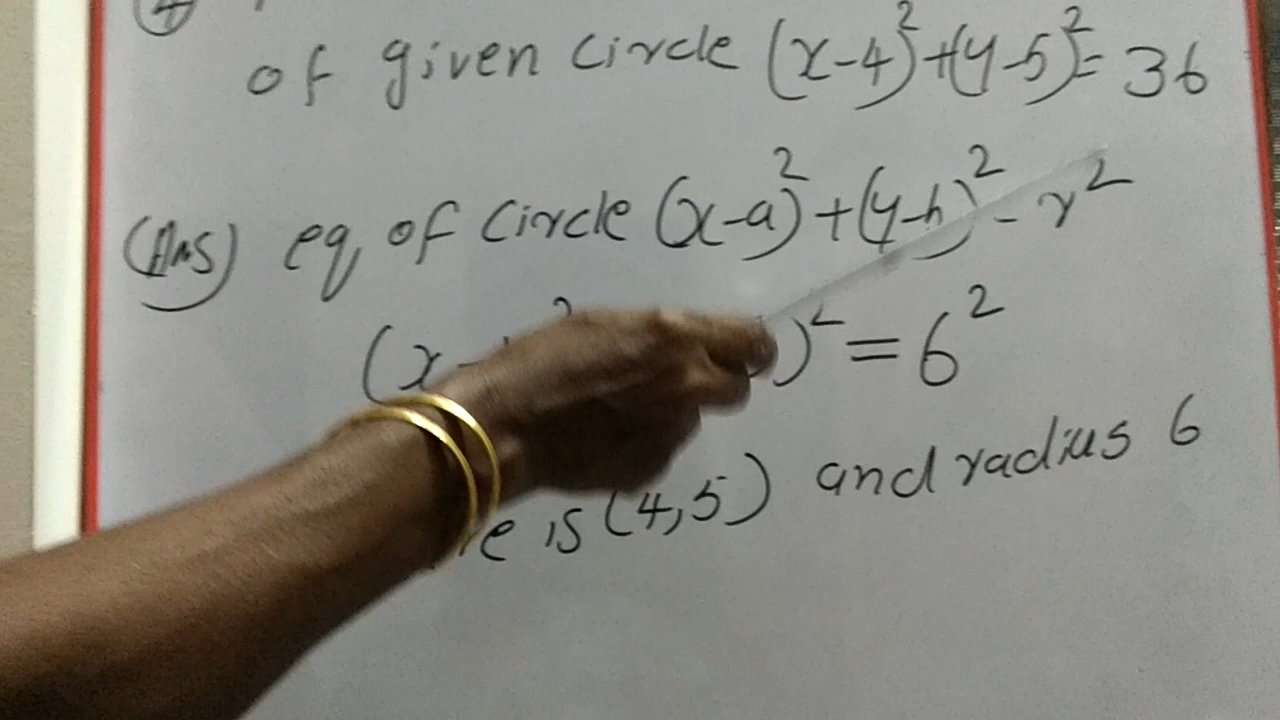 of given circle (x-4)²+(y-5)²= 36
(Ans) eq of circle (x-a)²+(y-b)² = r²
(x- ² )² = 6²
is (4,5) and radius 6